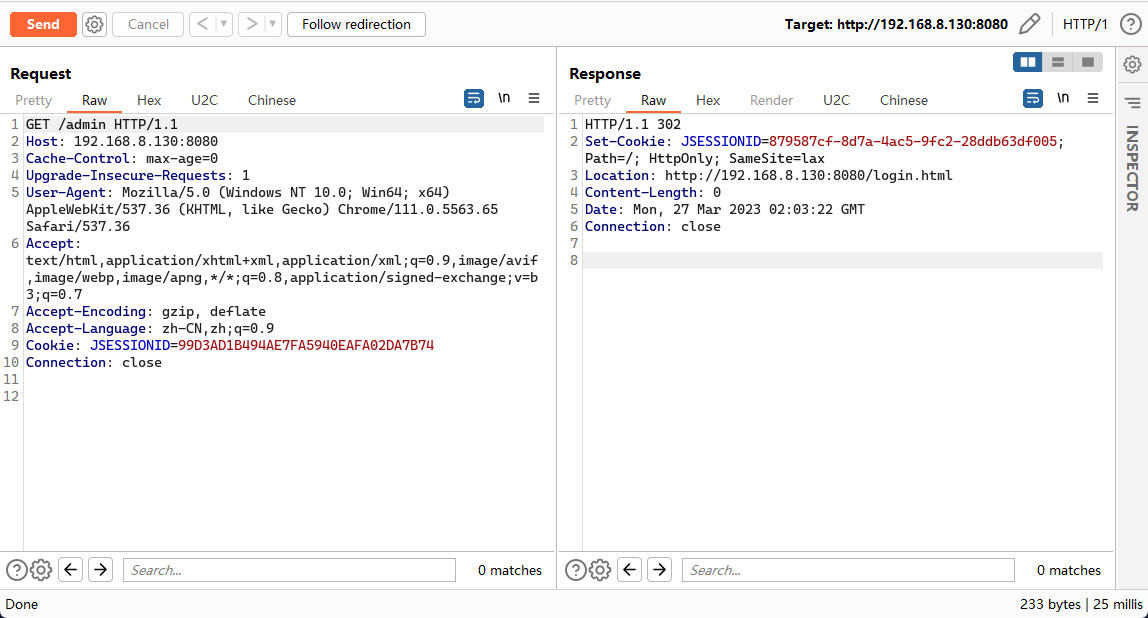 Send Cancel < > Follow redirection Target: http://192.168.8.130:8080 HTTP/1
Request
Pretty Raw Hex U2C Chinese \n
1 GET /admin HTTP/1.1
2 Host: 192.168.8.130:8080
3 Cache-Control: max-age=0
4 Upgrade-Insecure-Requests: 1
5 User-Agent: Mozilla/5.0 (Windows NT 10.0; Win64; x64)
AppleWebKit/537.36 (KHTML, like Gecko) Chrome/111.0.5563.65
Safari/537.36
6 Accept:
text/html,application/xhtml+xml,application/xml;q=0.9,image/avif
,image/webp,image/apng,*/*;q=0.8,application/signed-exchange;v=b
3;q=0.7
7 Accept-Encoding: gzip, deflate
8 Accept-Language: zh-CN,zh;q=0.9
9 Cookie: JSESSIONID=99D3AD1B494AE7FA5940EAFA02DA7B74
10 Connection: close
11
12
Search... 0 matches
Response
Pretty Raw Hex Render U2C Chinese \n
1 HTTP/1.1 302
2 Set-Cookie: JSESSIONID=879587cf-8d7a-4ac5-9fc2-28ddb63df005;
Path=/; HttpOnly; SameSite=lax
3 Location: http://192.168.8.130:8080/login.html
4 Content-Length: 0
5 Date: Mon, 27 Mar 2023 02:03:22 GMT
6 Connection: close
7
8
Search... 0 matches
INSPECTOR
Done 233 bytes | 25 millis